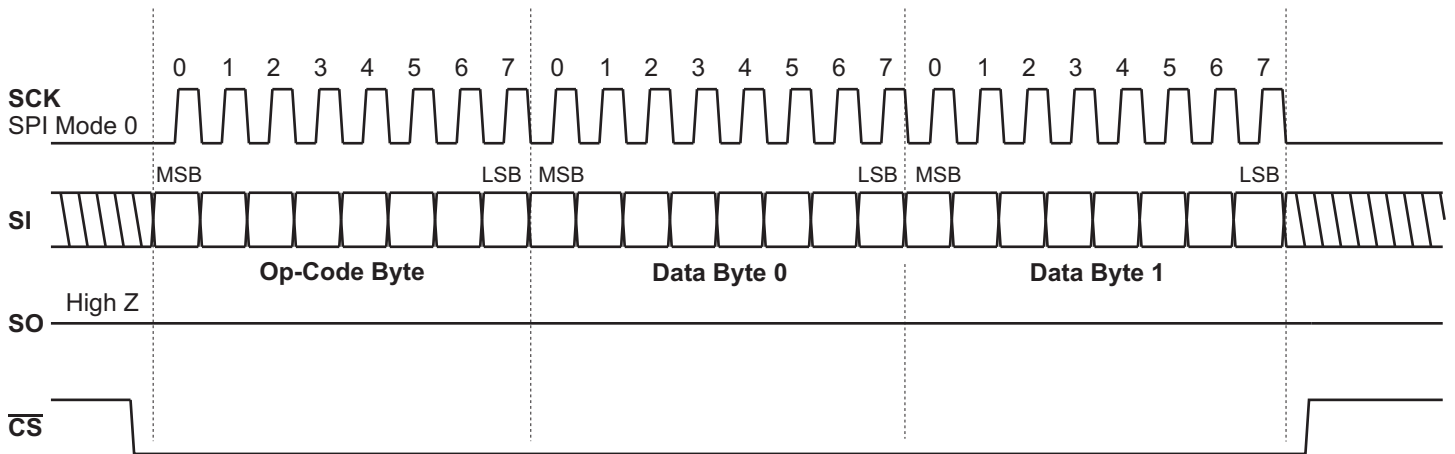 0 1 2 3 4 5 6 7 0 1 2 3 4 5 6 7 0 1 2 3 4 5 6 7
SCK
SPI Mode 0
MSB LSB MSB LSB MSB LSB
SI
Op-Code Byte Data Byte 0 Data Byte 1
High Z
SO
CS